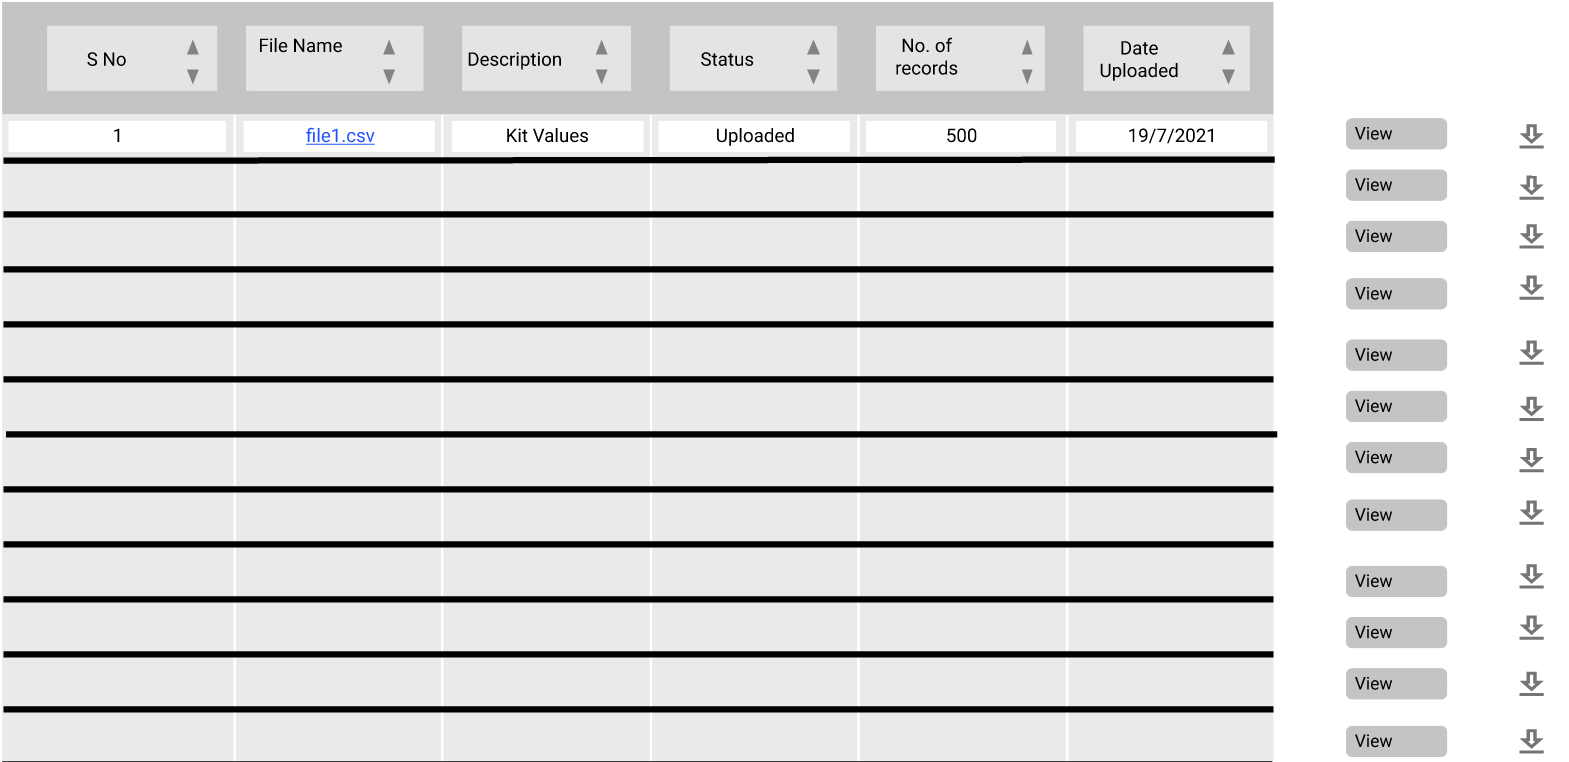 S No
File Name
Description
Status
No. of
records
Date
Uploaded
1
file1.csv
Kit Values
Uploaded
500
19/7/2021
View
View
View
View
View
View
View
View
View
View
View
View